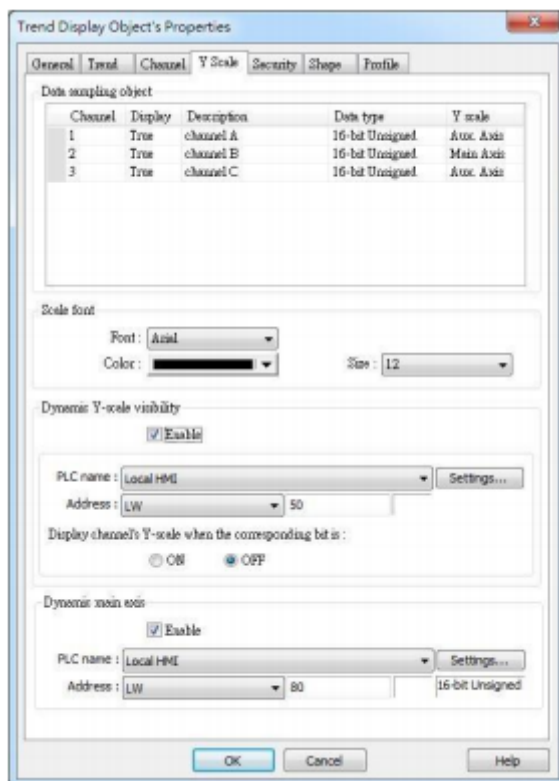 Trend Display Object's Properties
General Trend Channel Y Scale Security Shape Profile
Data sampling object
Channel Display Description Data type Y scale
1 True channel A 16-bit Unsigned Aux. Axis
2 True channel B 16-bit Unsigned Main Axis
3 True channel C 16-bit Unsigned Aux. Axis
Scale font
Font : Arial
Color : Size : 12
Dynamic Y-scale visibility
Enable
PLC name : Local HMI Settings...
Address : LW 50
Display channel's Y-scale when the corresponding bit is :
ON OFF
Dynamic main axis
Enable
PLC name : Local HMI Settings...
Address : LW 80 16-bit Unsigned
OK Cancel Help